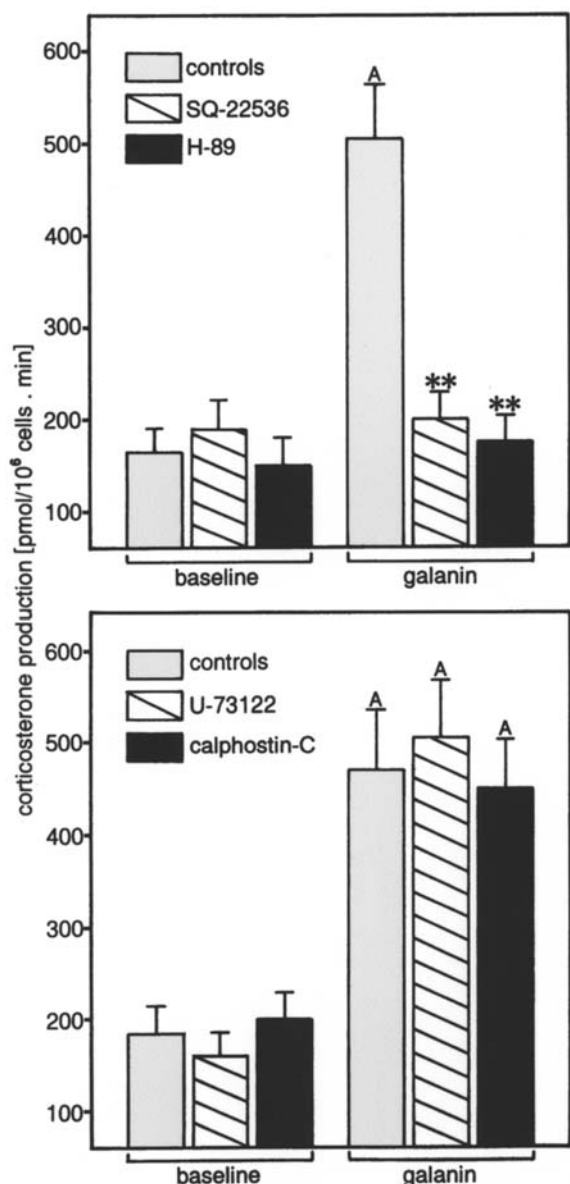 corticosterone production [pmol/10⁶ cells . min]
600
500
400
300
200
100
controls
SQ-22536
H-89
A
**
**
baseline
galanin
600
500
400
300
200
100
controls
U-73122
calphostin-C
A
A
A
baseline
galanin